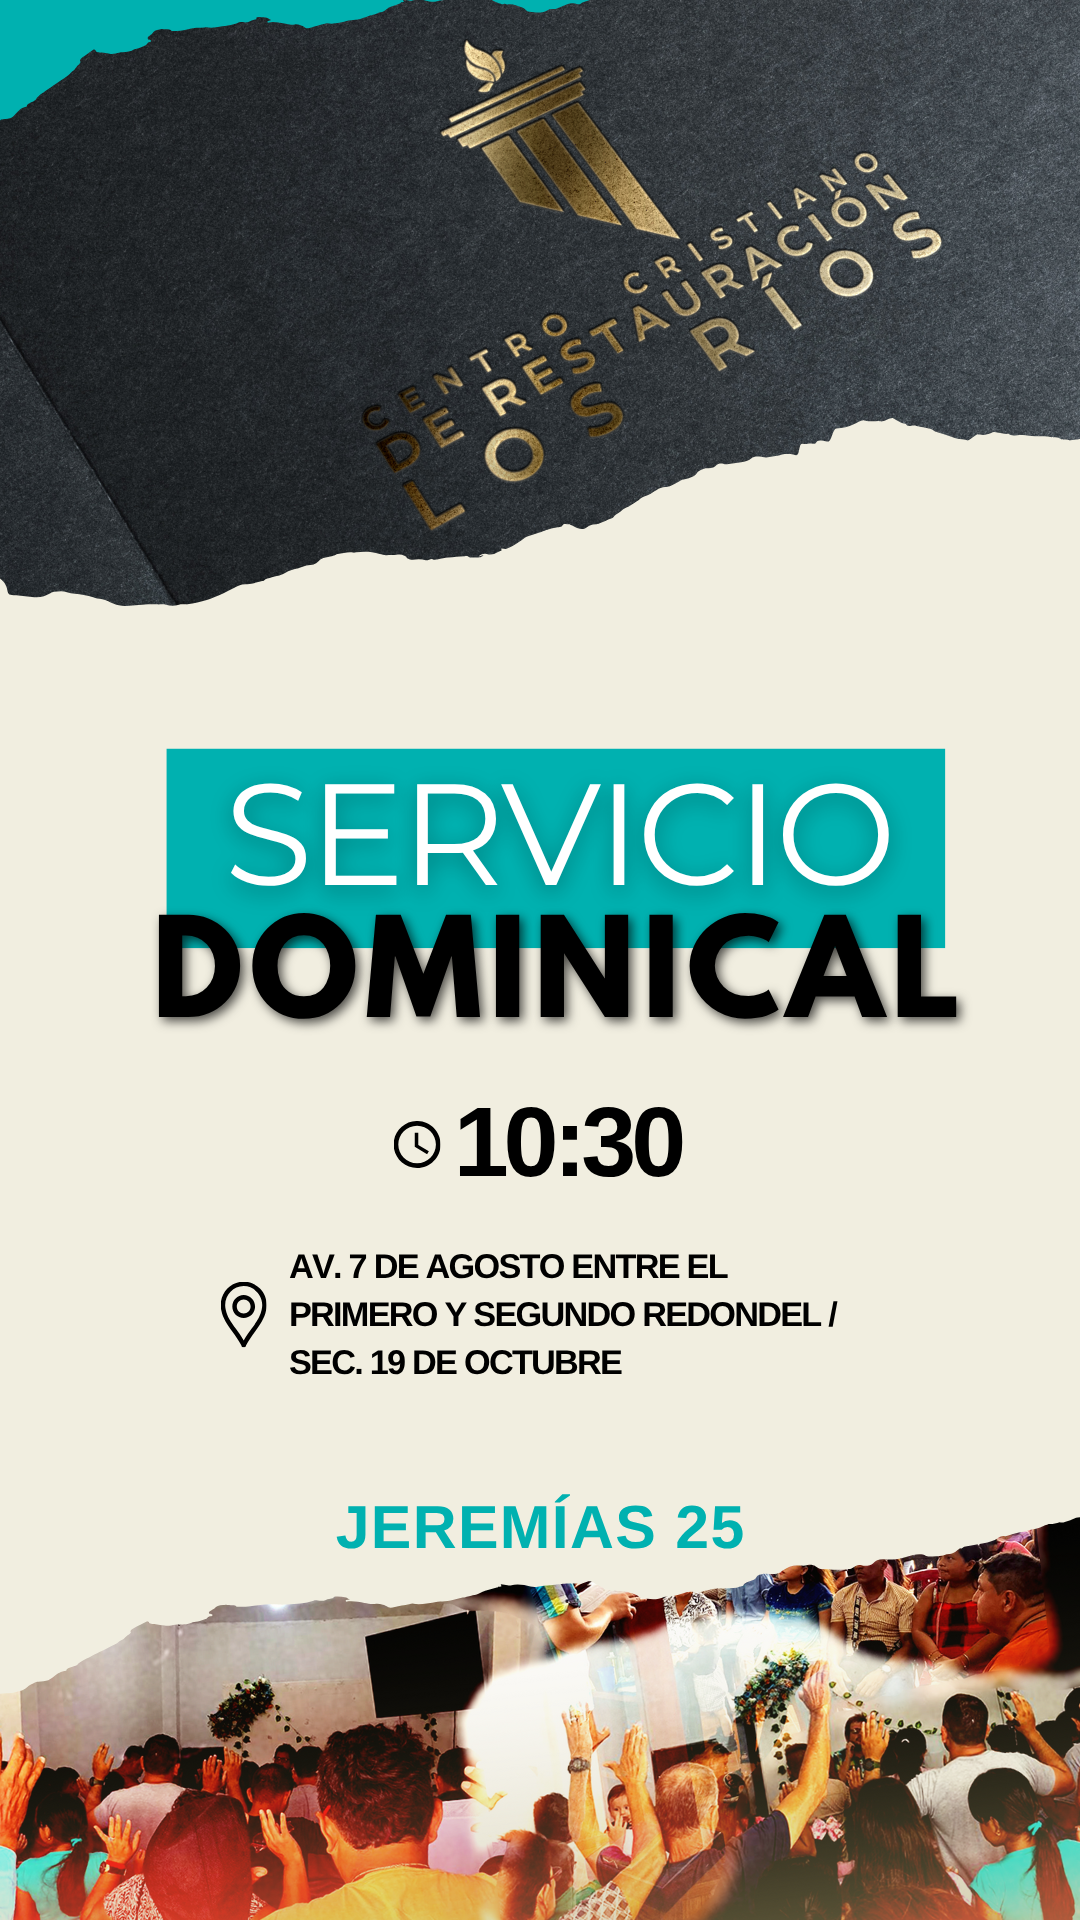 CENTRO CRISTIANO
DE RESTAURACIÓN
LOS RÍOS
SERVICIO
DOMINICAL
10:30
AV. 7 DE AGOSTO ENTRE EL
PRIMERO Y SEGUNDO REDONDEL /
SEC. 19 DE OCTUBRE
JEREMÍAS 25